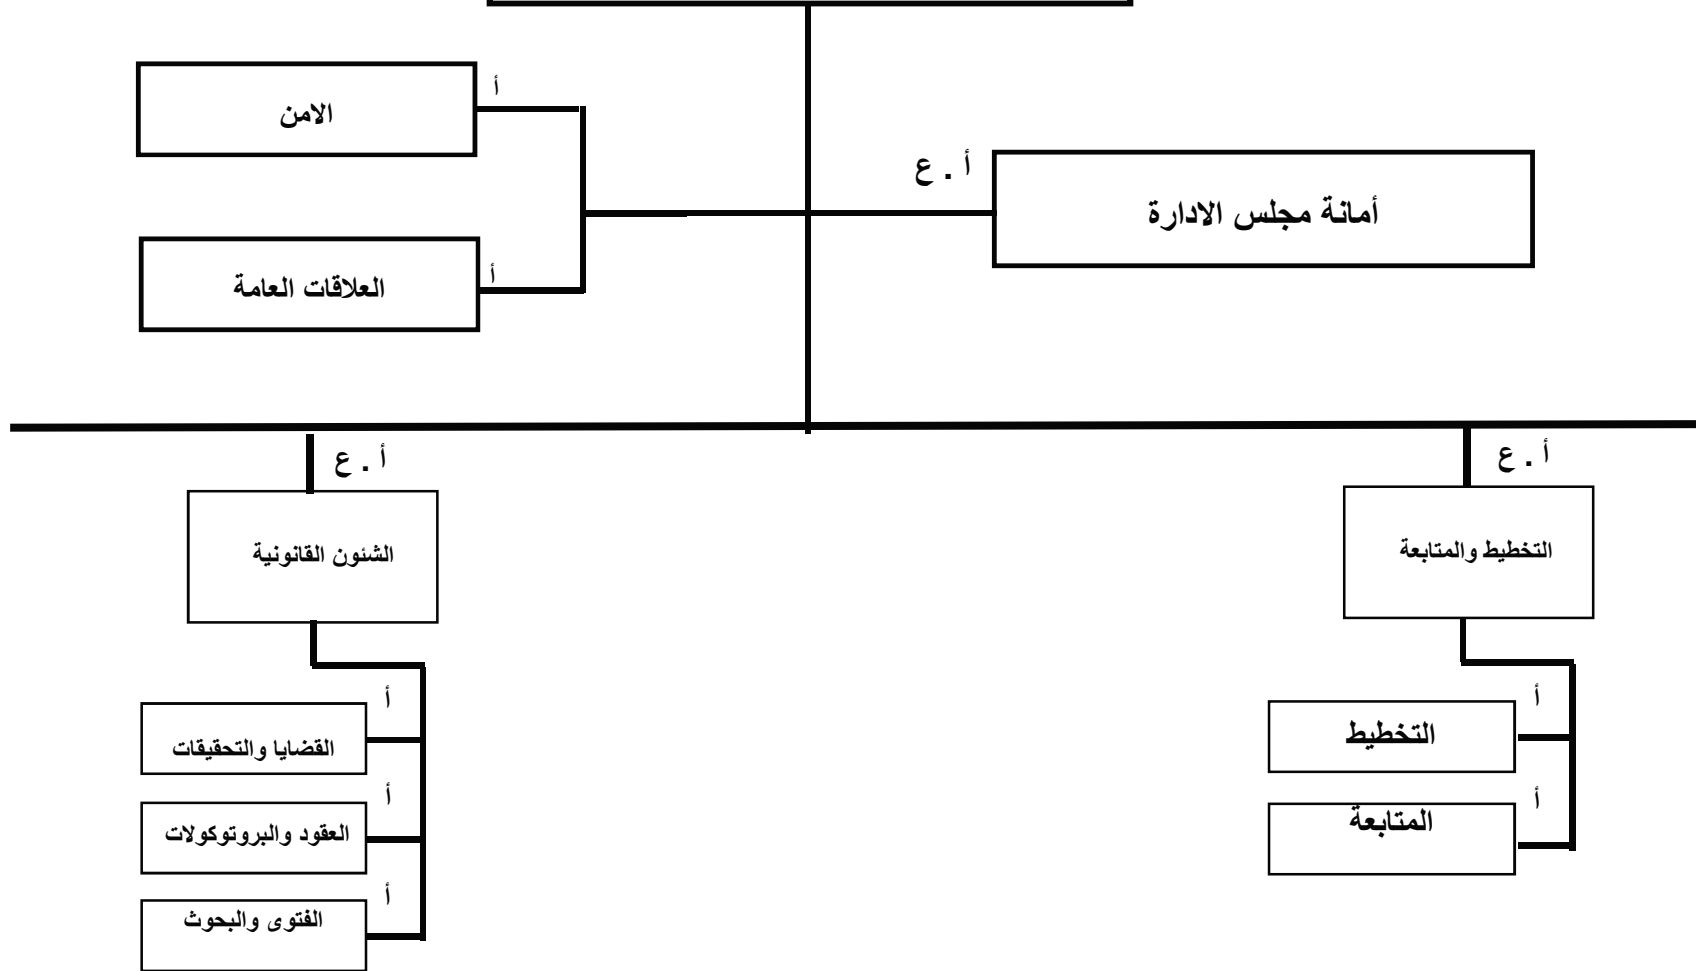 أ
الامن
أ . ع
أمانة مجلس الادارة
أ
العلاقات العامة
أ . ع
التخطيط والمتابعة
أ
التخطيط
أ
المتابعة
أ . ع
الشئون القانونية
أ
القضايا والتحقيقات
أ
العقود والبروتوكولات
أ
الفتوى والبحوث